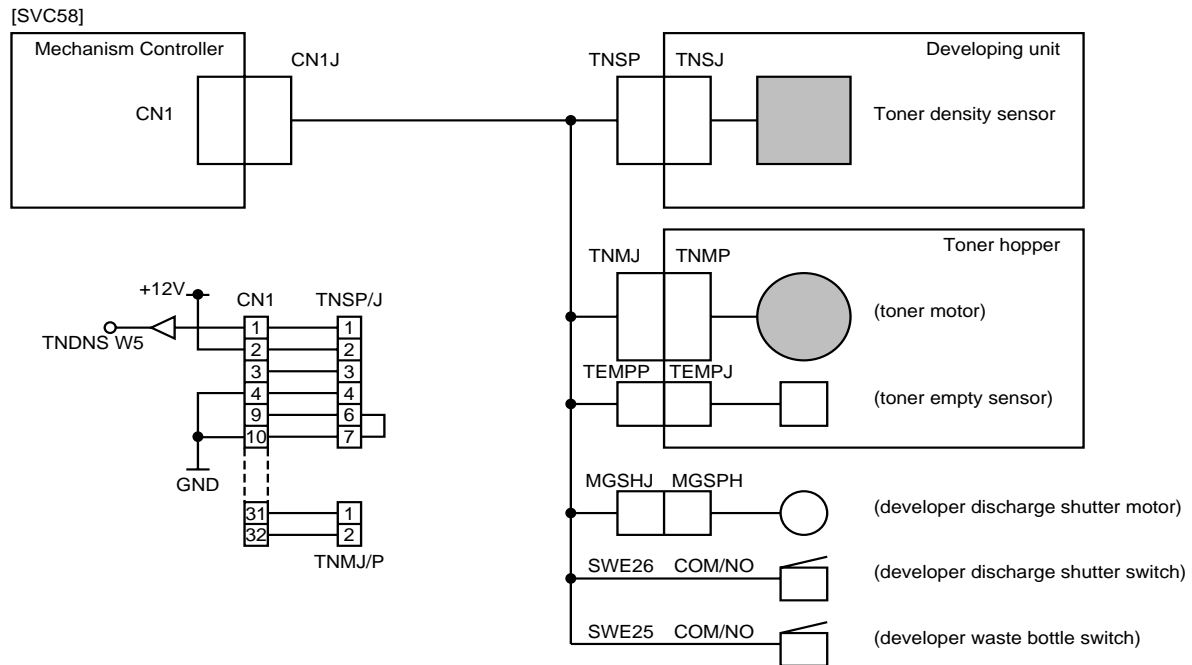 [SVC58]
Mechanism Controller
CN1J
CN1
TNSP
TNSJ
Developing unit
Toner density sensor
Toner hopper
TNMJ
TNMP
(toner motor)
TEMPP
TEMPJ
(toner empty sensor)
MGSHJ
MGSPH
(developer discharge shutter motor)
SWE26
COM/NO
(developer discharge shutter switch)
SWE25
COM/NO
(developer waste bottle switch)
+12V
CN1
TNSP/J
TNDNS W5
1
1
2
2
3
3
4
4
9
6
10
7
GND
31
1
32
2
TNMJ/P